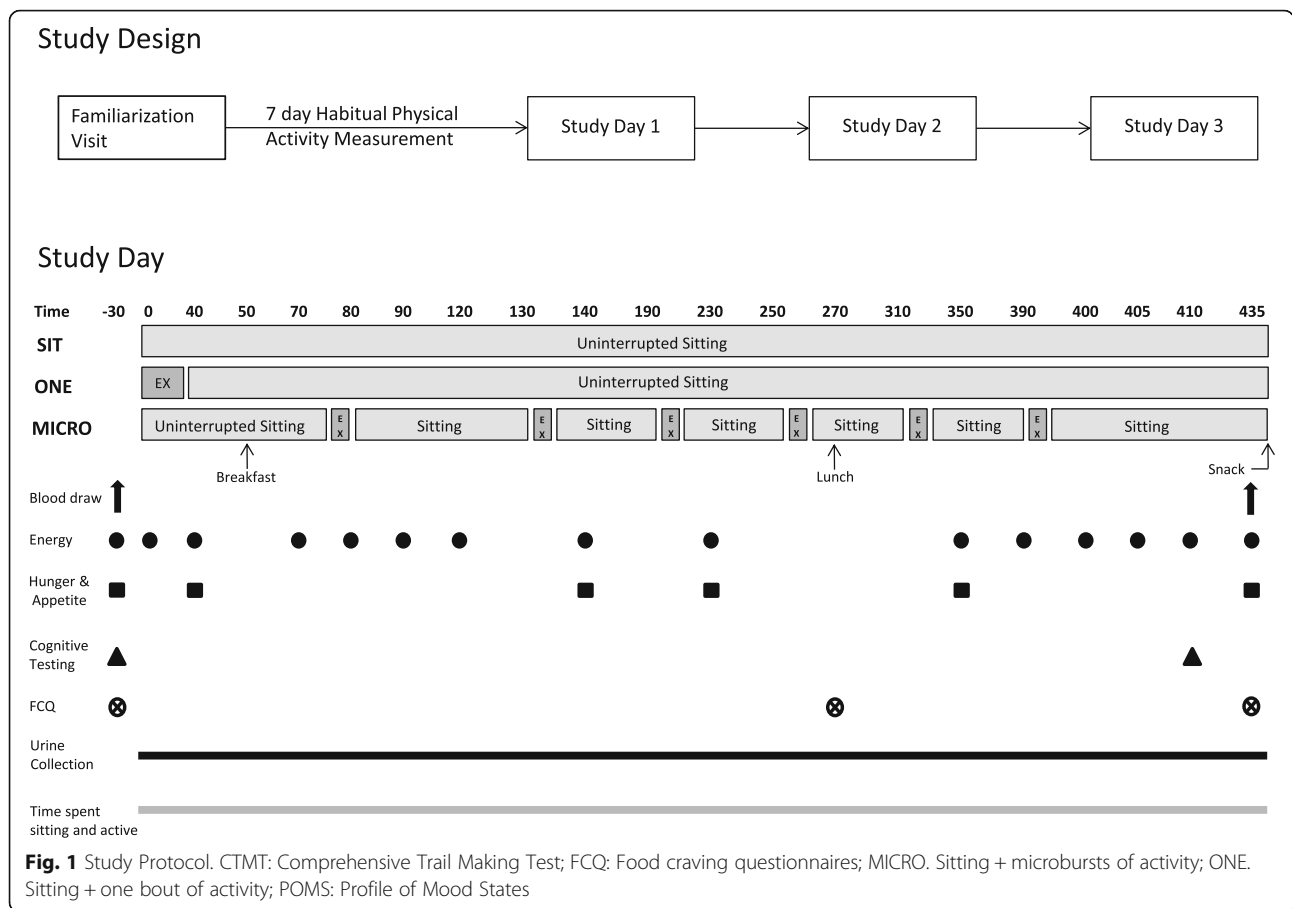 Study Design
Familiarization
Visit
7 day Habitual Physical
Activity Measurement
Study Day 1
Study Day 2
Study Day 3
Study Day
Time -30 0 40 50 70 80 90 120 130 140 190 230 250 270 310 350 390 400 405 410 435
SIT Uninterrupted Sitting
ONE EX Uninterrupted Sitting
MICRO Uninterrupted Sitting EX Sitting EX Sitting EX Sitting EX Sitting EX Sitting EX Sitting
Breakfast Lunch Snack
Blood draw
Energy
Hunger &
Appetite
Cognitive
Testing
FCQ
Urine
Collection
Time spent
sitting and active
Fig. 1 Study Protocol. CTMT: Comprehensive Trail Making Test; FCQ: Food craving questionnaires; MICRO. Sitting + microbursts of activity; ONE.
Sitting + one bout of activity; POMS: Profile of Mood States